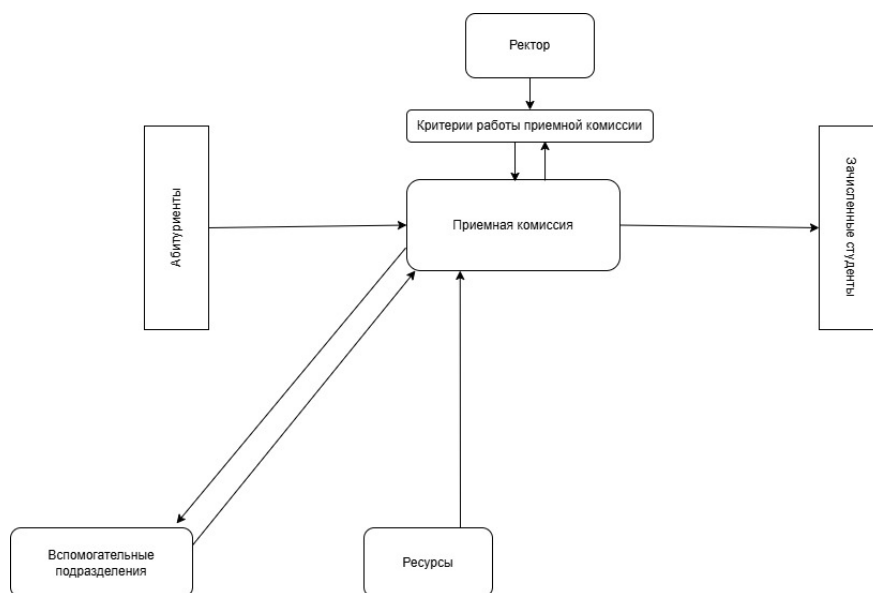 Ректор
Критерии работы приемной комиссии
Абитуриенты
Приемная комиссия
Зачисленные студенты
Вспомогательные
подразделения
Ресурсы